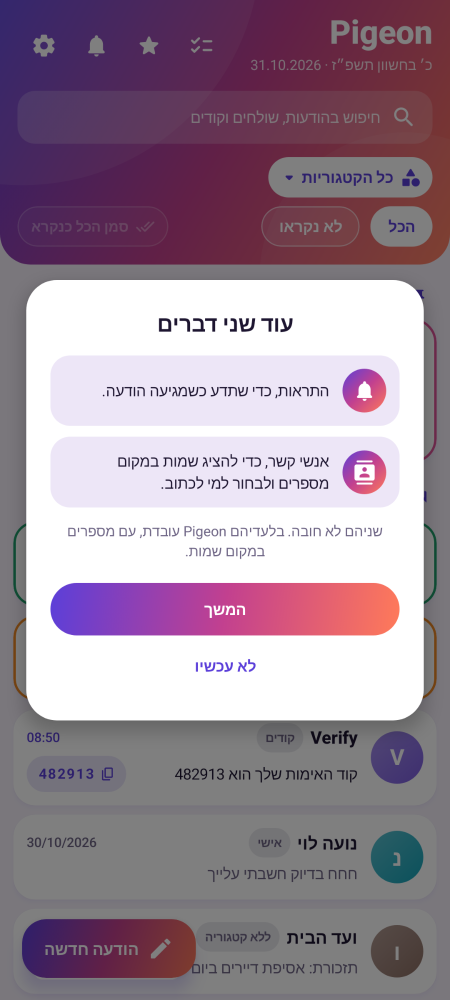 Pigeon
כ׳ בחשוון תשפ״ז · 31.10.2026
חיפוש בהודעות, שולחים וקודים
כל הקטגוריות
הכל
לא נקראו
סמן הכל כנקרא
עוד שני דברים
התראות, כדי שתדע כשמגיעה הודעה.
אנשי קשר, כדי להציג שמות במקום
מספרים ולבחור למי לכתוב.
שניהם לא חובה. בלעדיהם Pigeon עובדת, עם מספרים
במקום שמות.
המשך
לא עכשיו
V
Verify
קודים
08:50
קוד האימות שלך הוא 482913
482913
נ
נועה לוי
אישי
30/10/2026
חחח בדיוק חשבתי עלייך
ו
ועד הבית
ללא קטגוריה
תזכורת: אסיפת דיירים ביום
הודעה חדשה